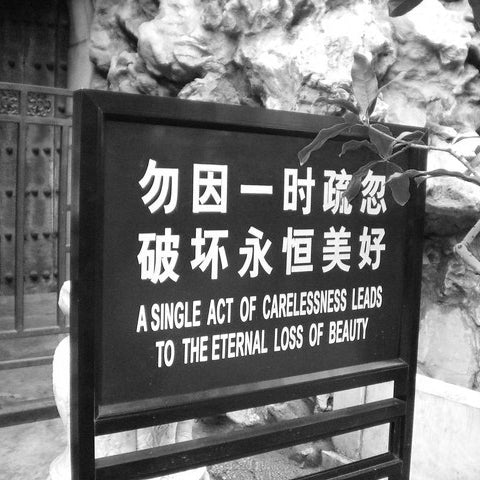 勿因一时疏忽
破坏永恒美好
A SINGLE ACT OF CARELESSNESS LEADS
TO THE ETERNAL LOSS OF BEAUTY